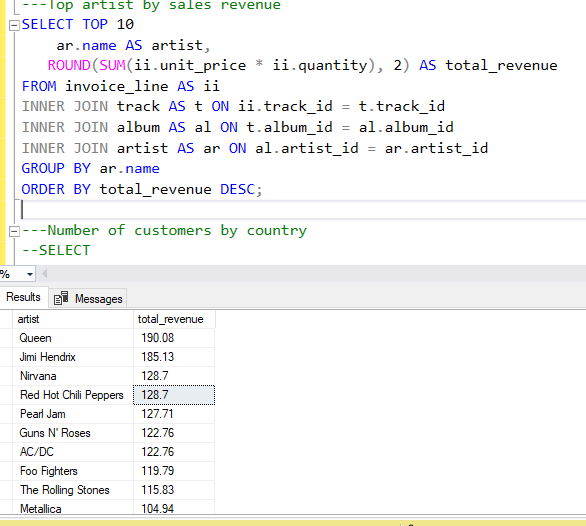 ---Top artist by sales revenue
SELECT TOP 10
ar.name AS artist,
ROUND(SUM(ii.unit_price * ii.quantity), 2) AS total_revenue
FROM invoice_line AS ii
INNER JOIN track AS t ON ii.track_id = t.track_id
INNER JOIN album AS al ON t.album_id = al.album_id
INNER JOIN artist AS ar ON al.artist_id = ar.artist_id
GROUP BY ar.name
ORDER BY total_revenue DESC;
---Number of customers by country
--SELECT
%
Results Messages
artist total_revenue
Queen 190.08
Jimi Hendrix 185.13
Nirvana 128.7
Red Hot Chili Peppers 128.7
Pearl Jam 127.71
Guns N' Roses 122.76
AC/DC 122.76
Foo Fighters 119.79
The Rolling Stones 115.83
Metallica 104.94